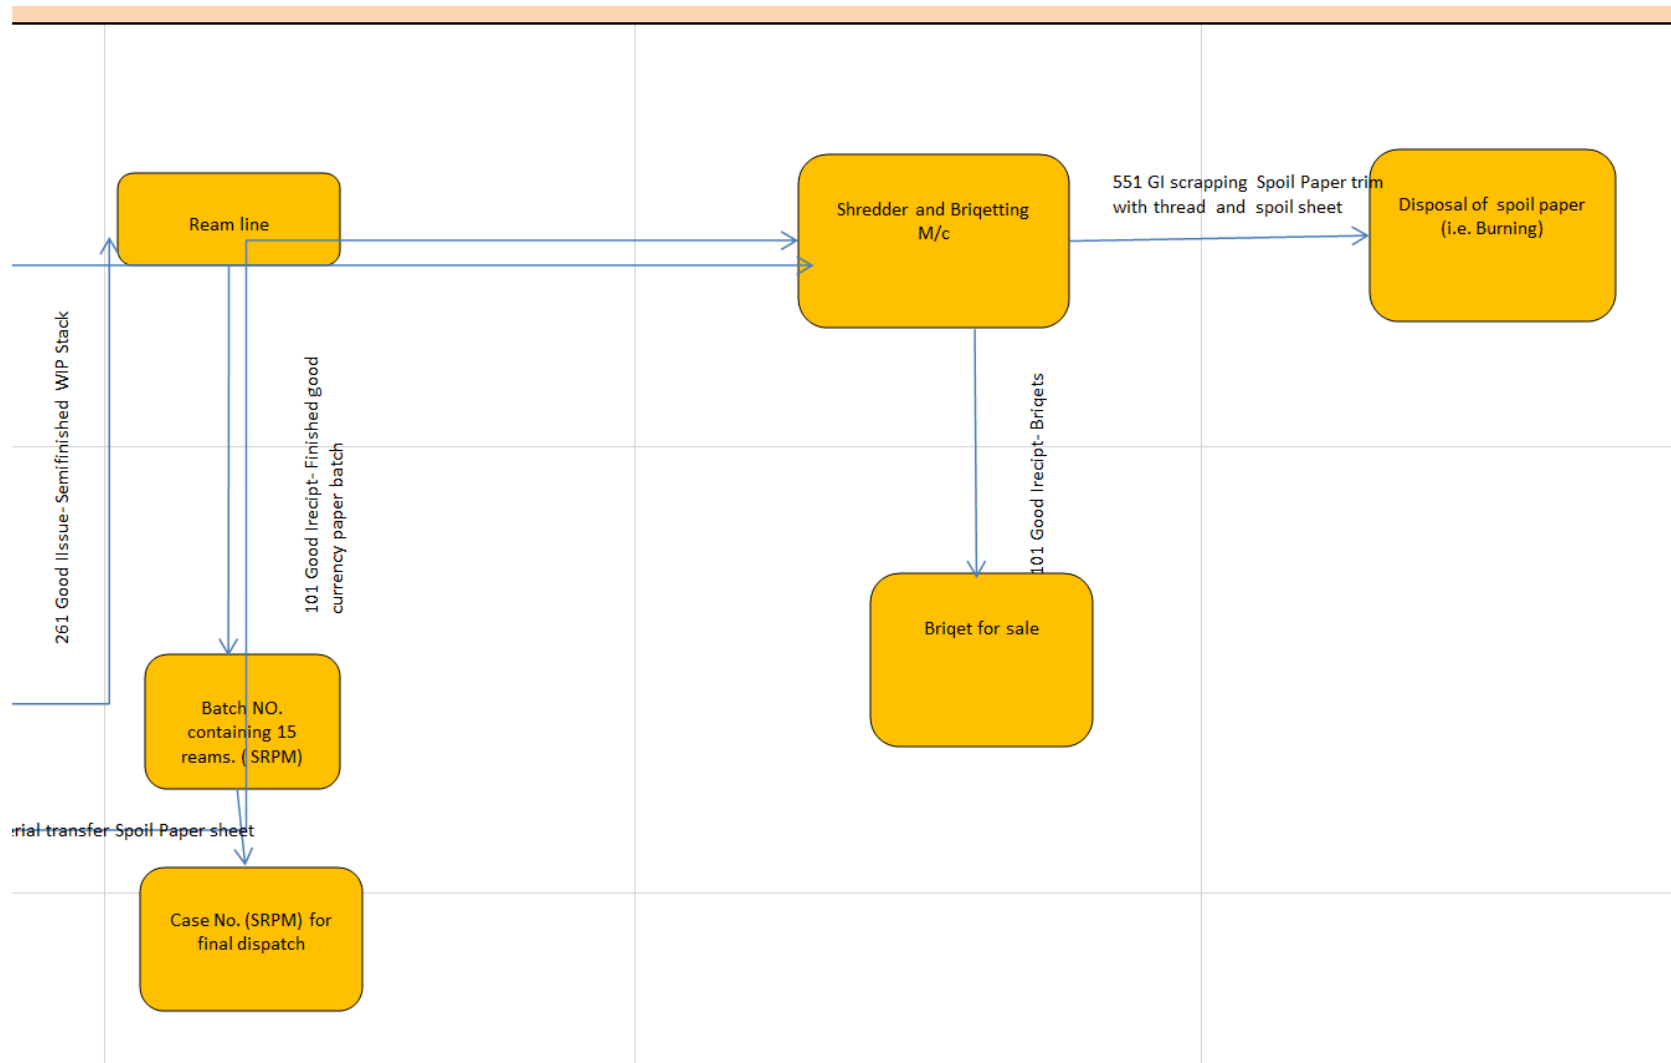 Ream line
Shredder and Briqetting
M/c
551 GI scrapping Spoil Paper trim
with thread and spoil sheet
Disposal of spoil paper
(i.e. Burning)
261 Good IIssue- Semifinished WIP Stack
101 Good Irecipt- Finished good
currency paper batch
101 Good Irecipt- Briqets
Briqet for sale
Batch NO.
containing 15
reams. ( SRPM)
erial transfer Spoil Paper sheet
Case No. (SRPM) for
final dispatch